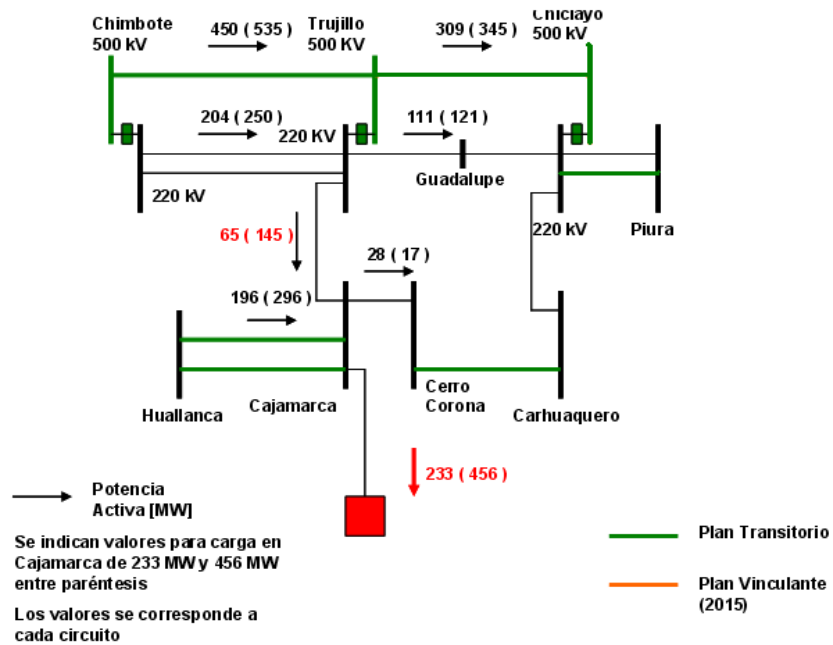 Chimbote
500 kV
450 ( 535)
Trujillo
500 KV
309 ( 345)
Chiclayo
500 kV
204 ( 250)
220 KV
111 ( 121)
Guadalupe
220 kV
220 kV
Piura
65 ( 145)
28 ( 17)
196 ( 296)
Huallanca
Cajamarca
Cerro
Corona
Carhuaquero
233 ( 456)
Potencia
Activa [MW]
Se indican valores para carga en
Cajamarca de 233 MW y 456 MW
entre paréntesis
Los valores se corresponde a
cada circuito
Plan Transitorio
Plan Vinculante
(2015)